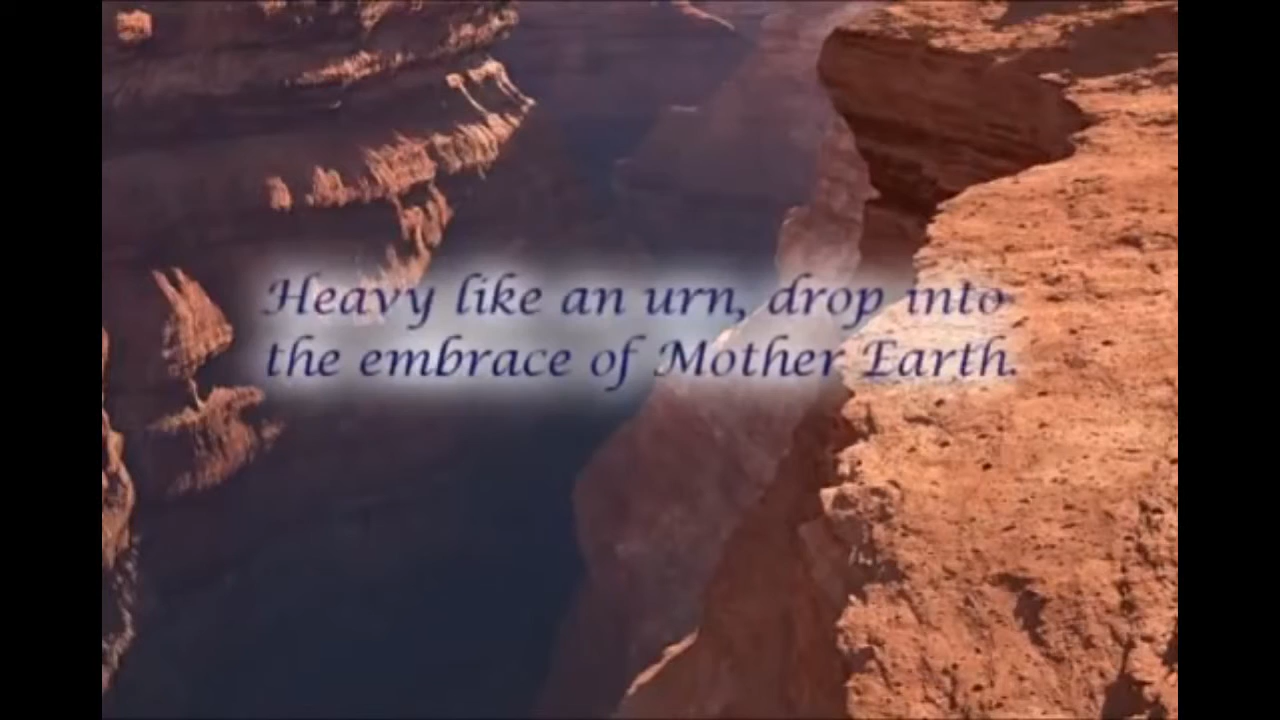 Heavy like an urn, drop into
the embrace of Mother Earth.